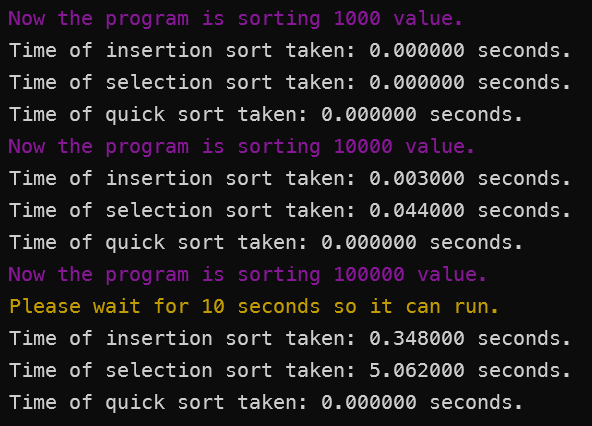 Now the program is sorting 1000 value.
Time of insertion sort taken: 0.000000 seconds.
Time of selection sort taken: 0.000000 seconds.
Time of quick sort taken: 0.000000 seconds.
Now the program is sorting 10000 value.
Time of insertion sort taken: 0.003000 seconds.
Time of selection sort taken: 0.044000 seconds.
Time of quick sort taken: 0.000000 seconds.
Now the program is sorting 100000 value.
Please wait for 10 seconds so it can run.
Time of insertion sort taken: 0.348000 seconds.
Time of selection sort taken: 5.062000 seconds.
Time of quick sort taken: 0.000000 seconds.